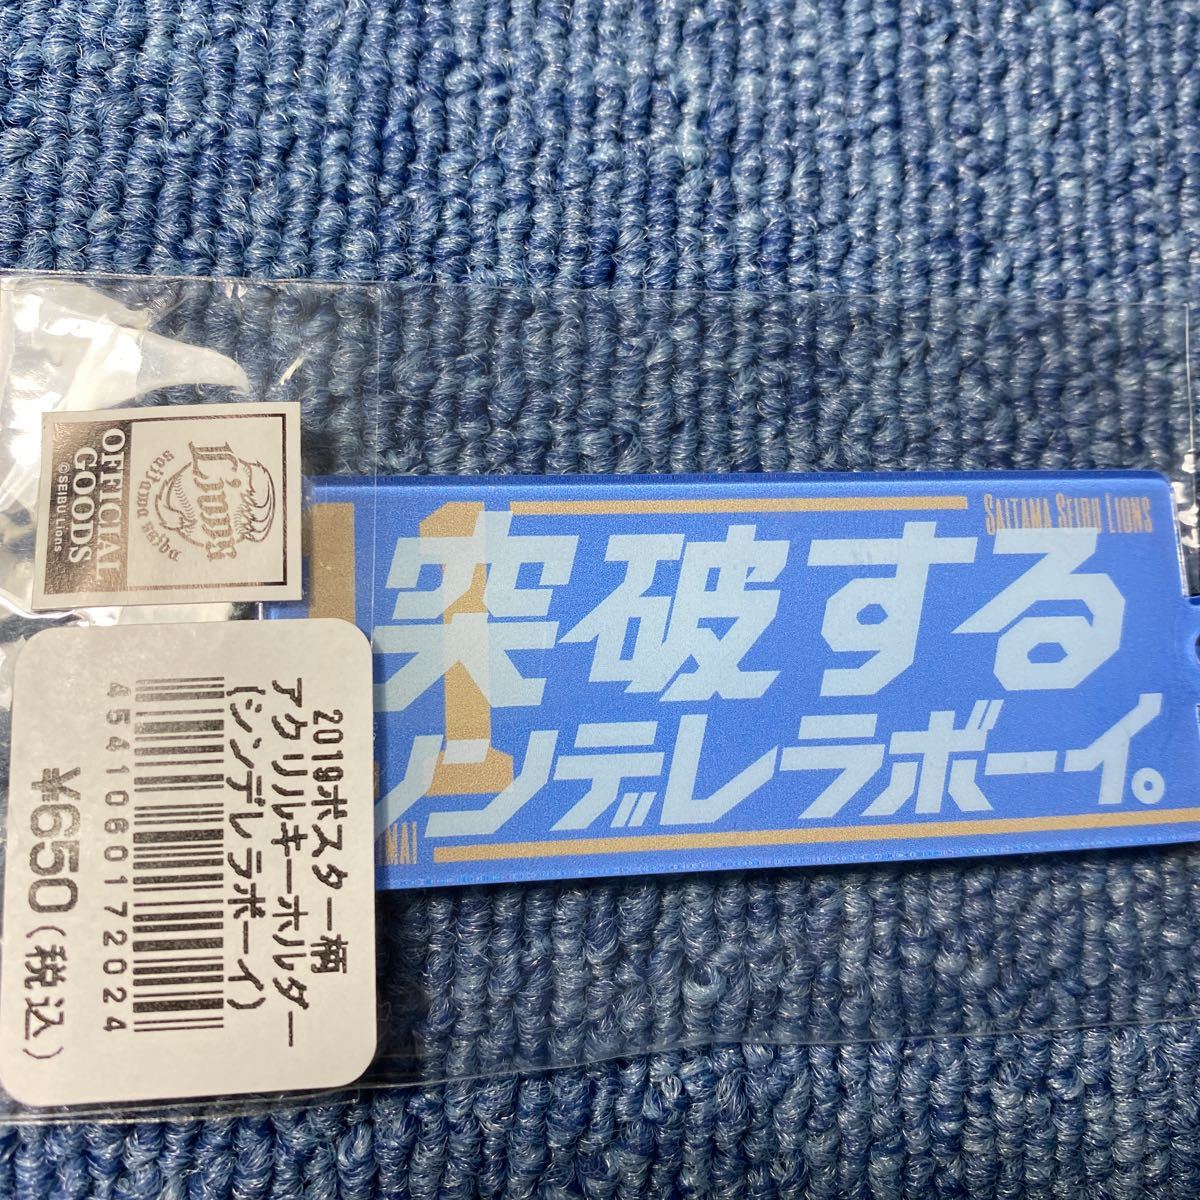 Lions
saitama seibu
OFFICIAL
GOODS
©SEIBU Lions
2019ポスター柄
アクリルキーホルダー
(シンデレラボーイ)
4541060172024
¥650(税込)
SAITAMA SEIBU LIONS
突破する
シンデレラボーイ。